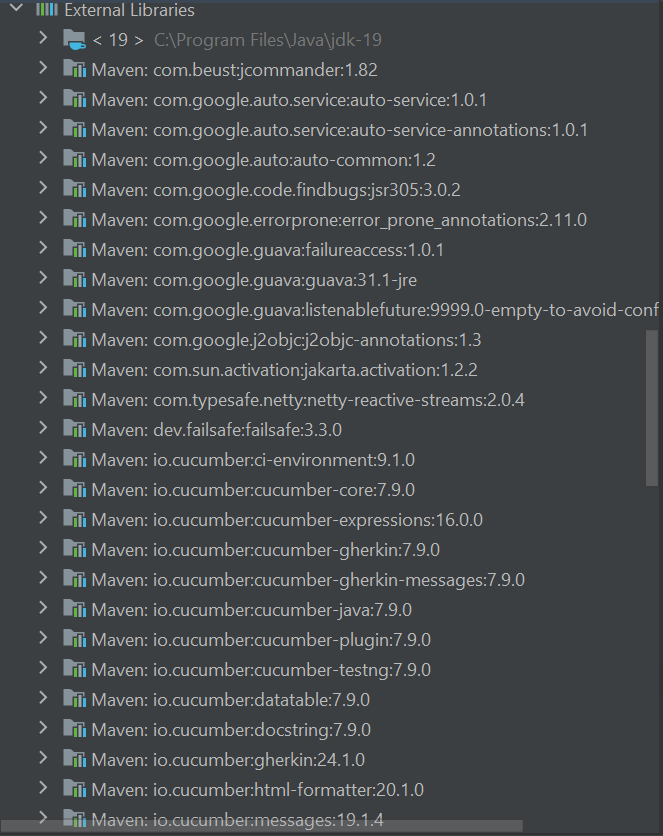 External Libraries
< 19 > C:\Program Files\Java\jdk-19
Maven: com.beust:jcommander:1.82
Maven: com.google.auto.service:auto-service:1.0.1
Maven: com.google.auto.service:auto-service-annotations:1.0.1
Maven: com.google.auto:auto-common:1.2
Maven: com.google.code.findbugs:jsr305:3.0.2
Maven: com.google.errorprone:error_prone_annotations:2.11.0
Maven: com.google.guava:failureaccess:1.0.1
Maven: com.google.guava:guava:31.1-jre
Maven: com.google.guava:listenablefuture:9999.0-empty-to-avoid-conf
Maven: com.google.j2objc:j2objc-annotations:1.3
Maven: com.sun.activation:jakarta.activation:1.2.2
Maven: com.typesafe.netty:netty-reactive-streams:2.0.4
Maven: dev.failsafe:failsafe:3.3.0
Maven: io.cucumber:ci-environment:9.1.0
Maven: io.cucumber:cucumber-core:7.9.0
Maven: io.cucumber:cucumber-expressions:16.0.0
Maven: io.cucumber:cucumber-gherkin:7.9.0
Maven: io.cucumber:cucumber-gherkin-messages:7.9.0
Maven: io.cucumber:cucumber-java:7.9.0
Maven: io.cucumber:cucumber-plugin:7.9.0
Maven: io.cucumber:cucumber-testng:7.9.0
Maven: io.cucumber:datatable:7.9.0
Maven: io.cucumber:docstring:7.9.0
Maven: io.cucumber:gherkin:24.1.0
Maven: io.cucumber:html-formatter:20.1.0
Maven: io.cucumber:messages:19.1.4